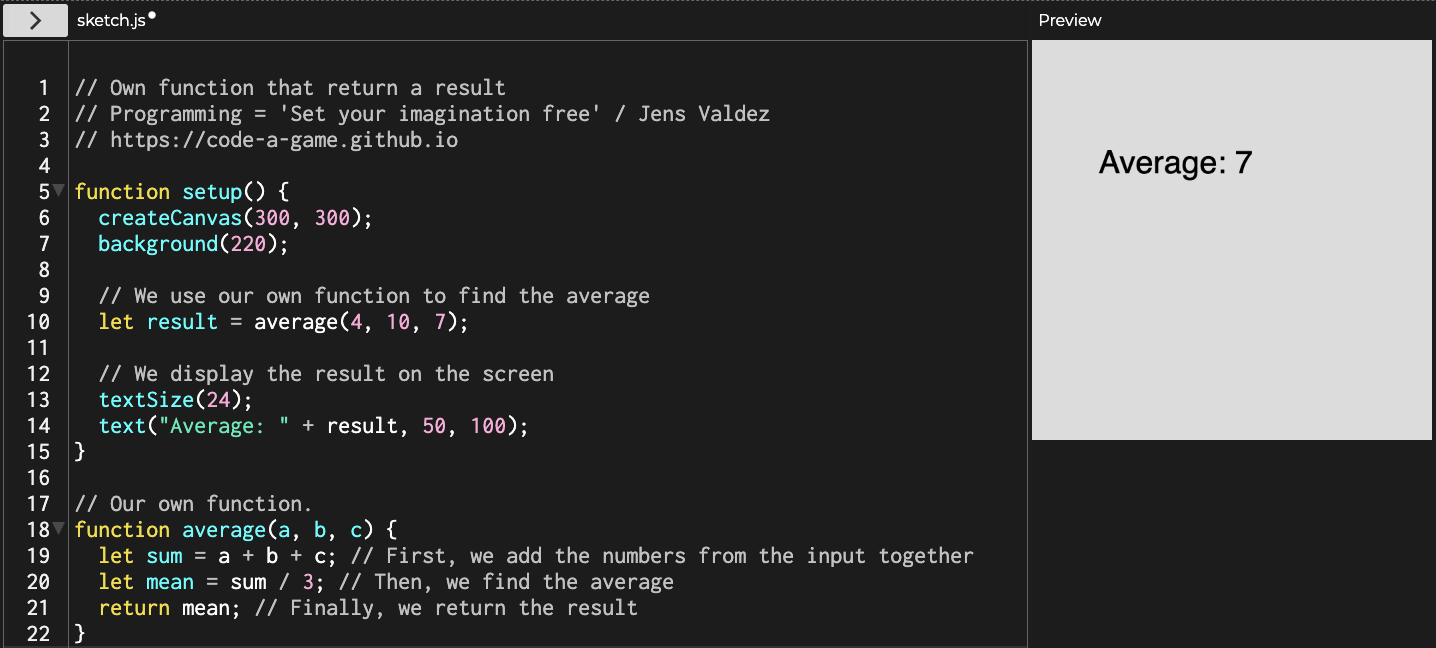 sketch.js
Preview
1 // Own function that return a result
2 // Programming = 'Set your imagination free' / Jens Valdez
3 // https://code-a-game.github.io
4
5 function setup() {
6   createCanvas(300, 300);
7   background(220);
8
9   // We use our own function to find the average
10   let result = average(4, 10, 7);
11
12   // We display the result on the screen
13   textSize(24);
14   text("Average: " + result, 50, 100);
15 }
16
17 // Our own function.
18 function average(a, b, c) {
19   let sum = a + b + c; // First, we add the numbers from the input together
20   let mean = sum / 3; // Then, we find the average
21   return mean; // Finally, we return the result
22 }
Average: 7